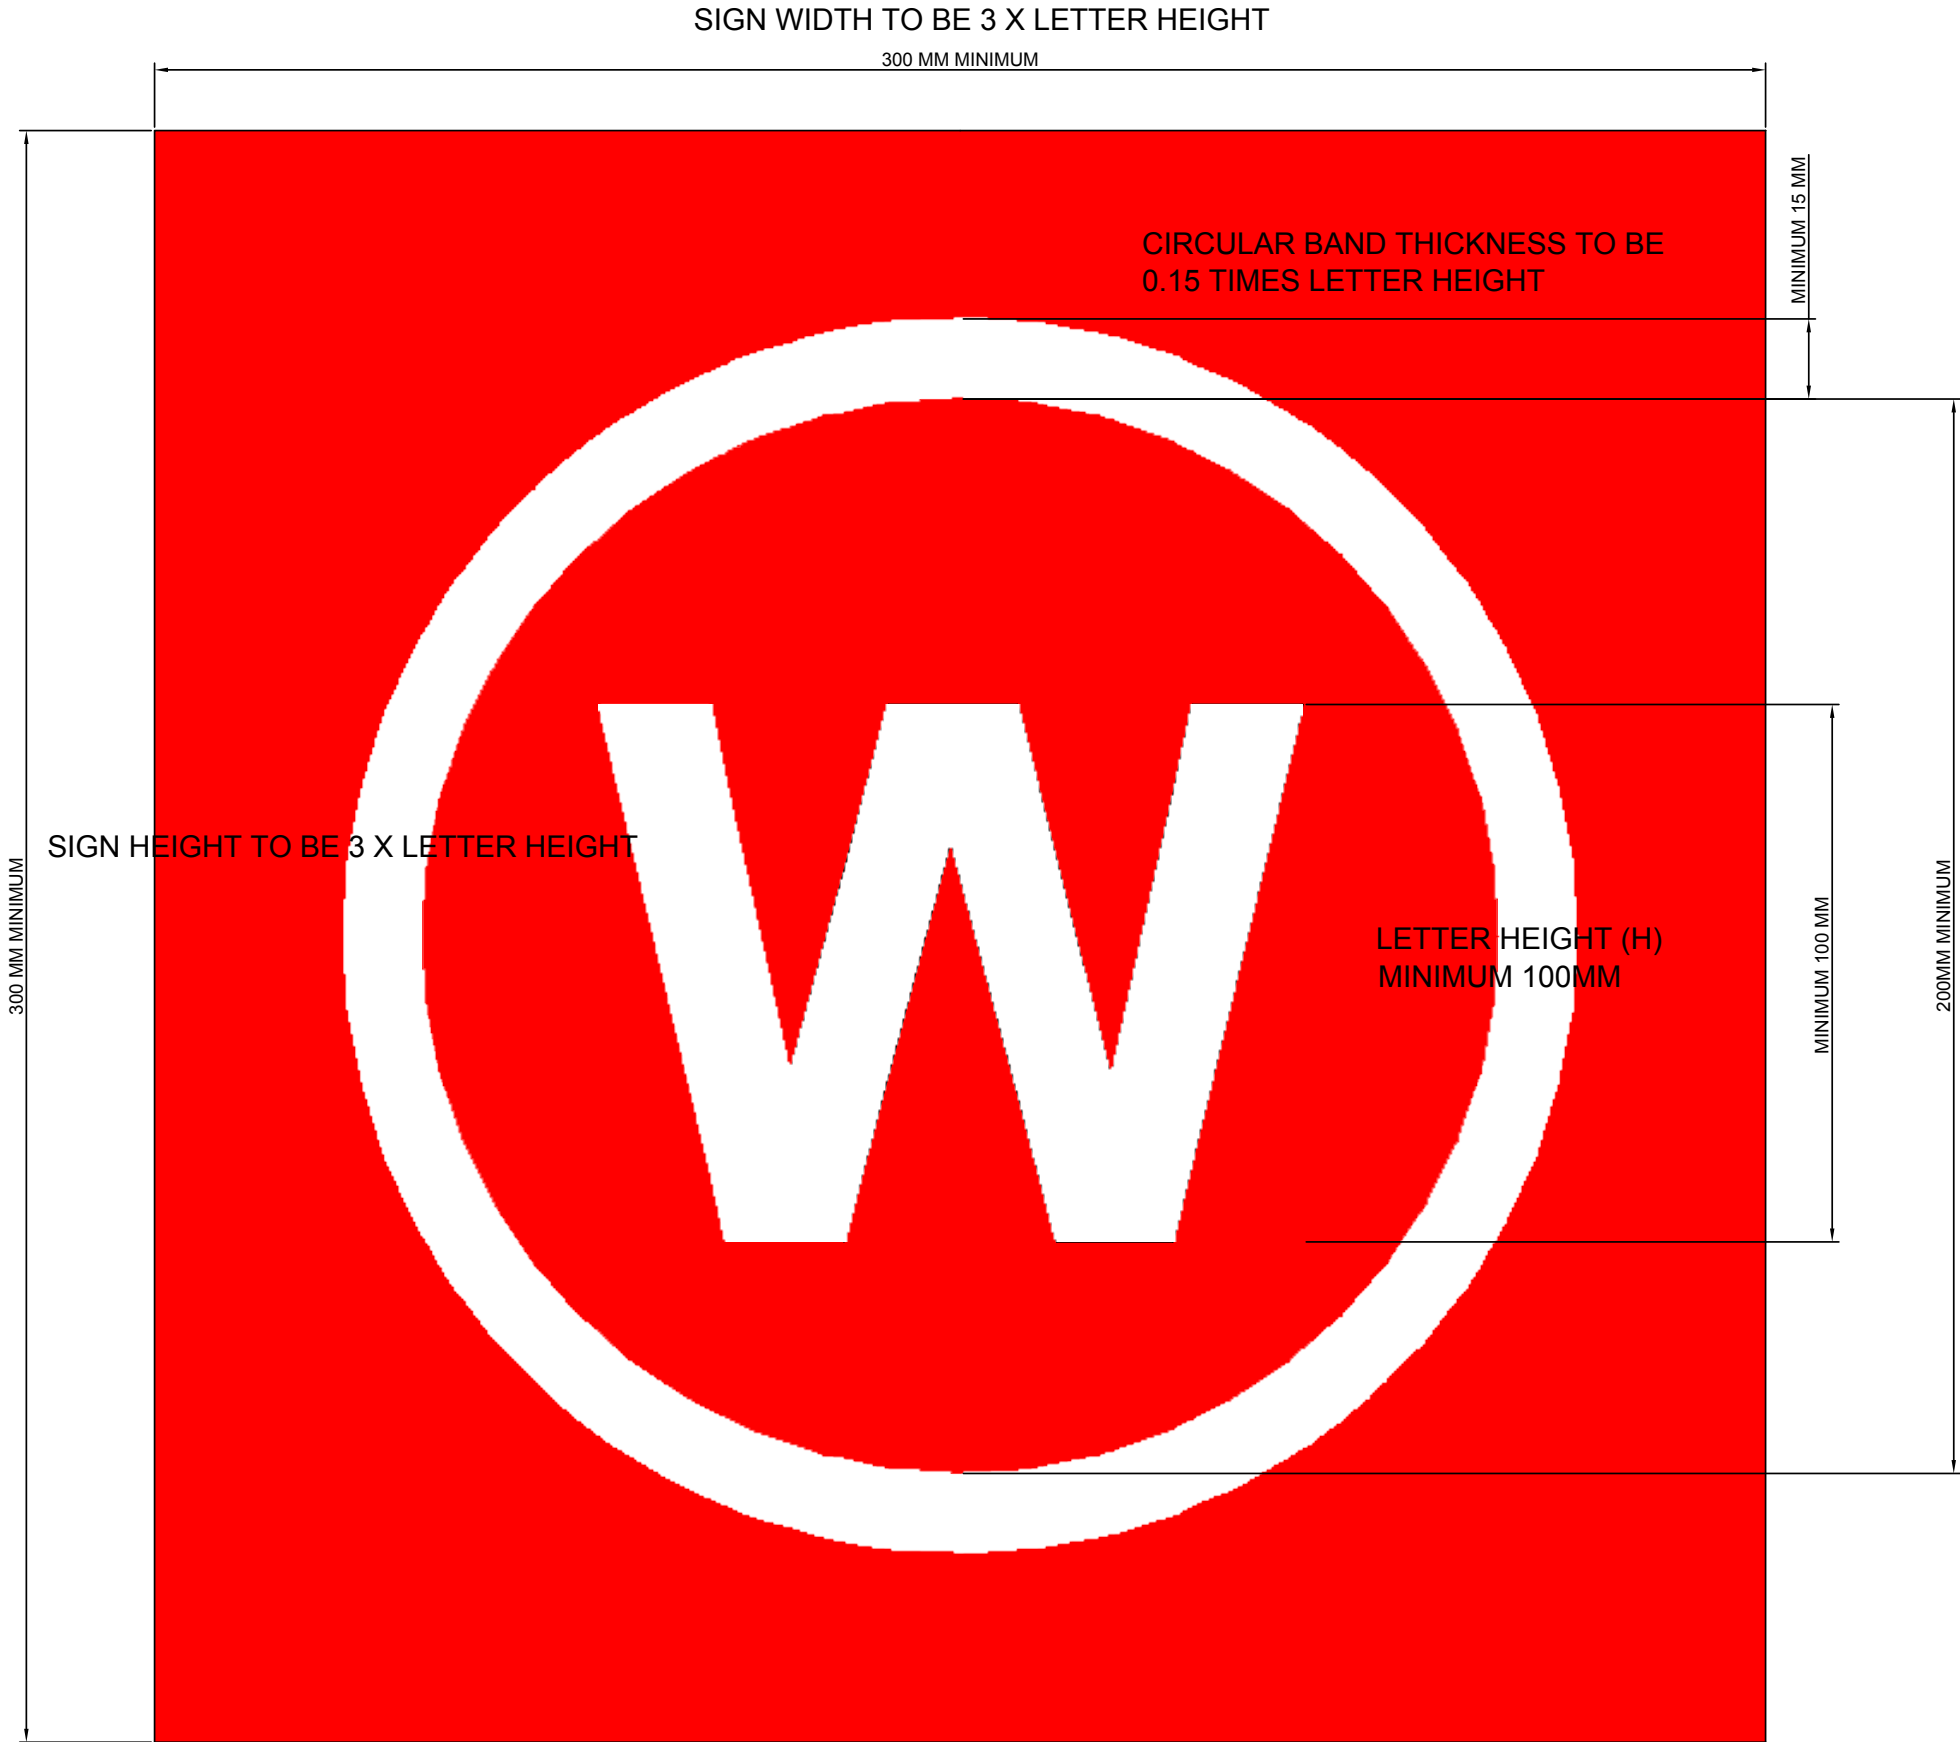 SIGN WIDTH TO BE 3 X LETTER HEIGHT
300 MM MINIMUM
MINIMUM 15 MM
CIRCULAR BAND THICKNESS TO BE
0.15 TIMES LETTER HEIGHT
W
SIGN HEIGHT TO BE 3 X LETTER HEIGHT
300 MM MINIMUM
LETTER HEIGHT (H)
MINIMUM 100MM
MINIMUM 100 MM
200MM MINIMUM